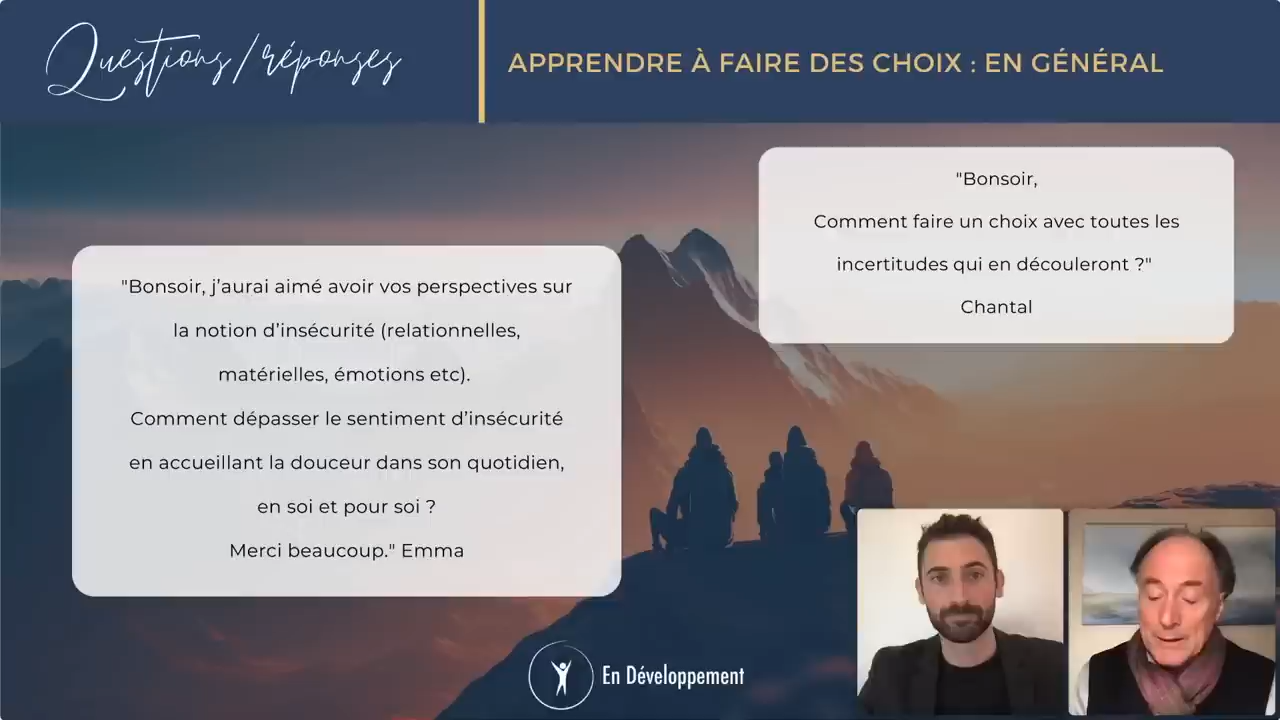 Questions/réponses
APPRENDRE À FAIRE DES CHOIX : EN GÉNÉRAL
"Bonsoir,
Comment faire un choix avec toutes les
incertitudes qui en découleront ?"
Chantal
"Bonsoir, j'aurai aimé avoir vos perspectives sur
la notion d'insécurité (relationnelles,
matérielles, émotions etc).
Comment dépasser le sentiment d'insécurité
en accueillant la douceur dans son quotidien,
en soi et pour soi ?
Merci beaucoup." Emma
En Développement